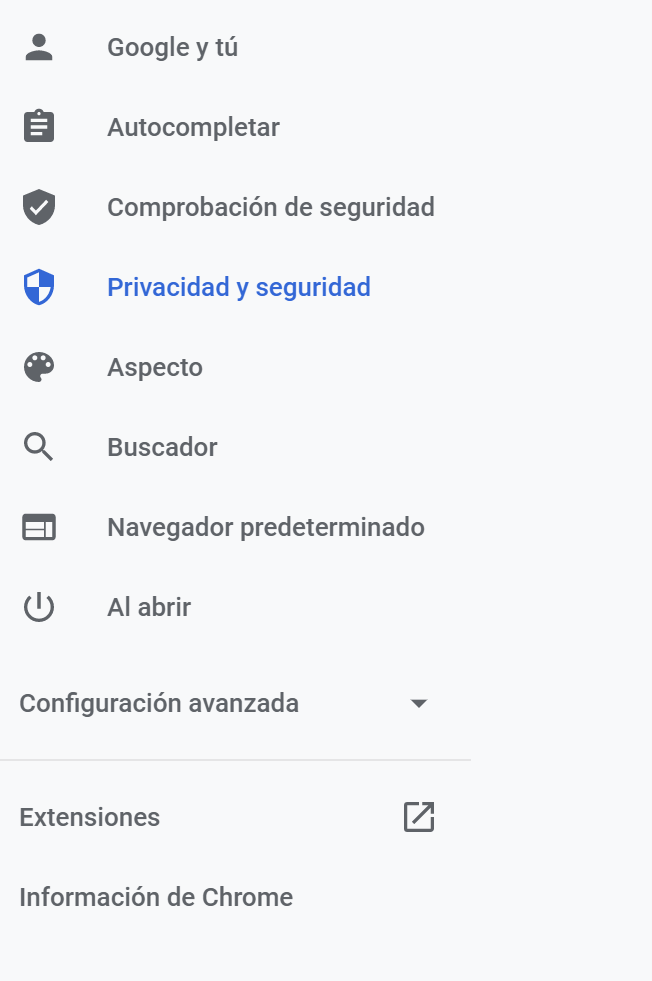 Google y tú
Autocompletar
Comprobación de seguridad
Privacidad y seguridad
Aspecto
Buscador
Navegador predeterminado
Al abrir
Configuración avanzada
Extensiones
Información de Chrome